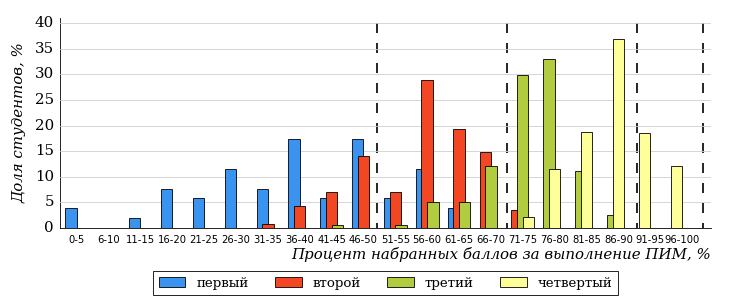 40
35
30
25
20
15
10
5
0
Доля студентов, %
0-5 6-10 11-15 16-20 21-25 26-30 31-35 36-40 41-45 46-50 51-55 56-60 61-65 66-70 71-75 76-80 81-85 86-90 91-95 96-100
Процент набранных баллов за выполнение ПИМ, %
первый второй третий четвертый